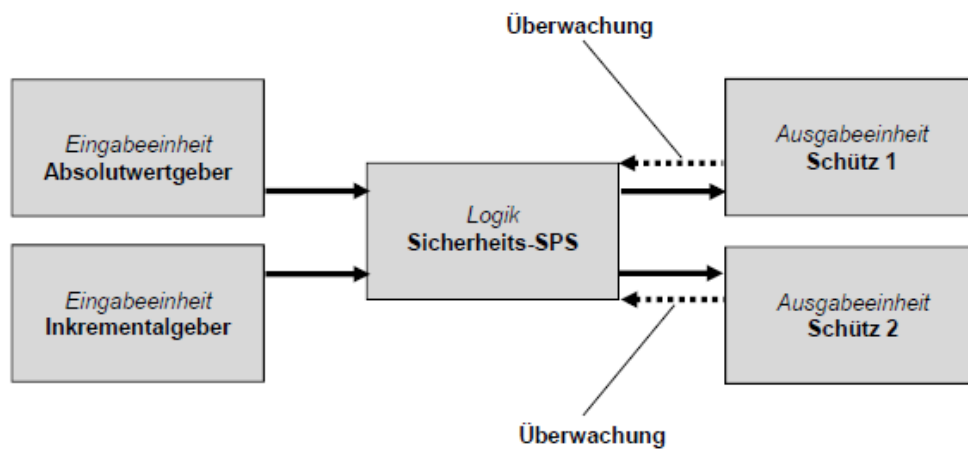 Überwachung
Eingabeeinheit
Absolutwertgeber
Ausgabeeinheit
Schütz 1
Logik
Sicherheits-SPS
Eingabeeinheit
Inkrementalgeber
Ausgabeeinheit
Schütz 2
Überwachung